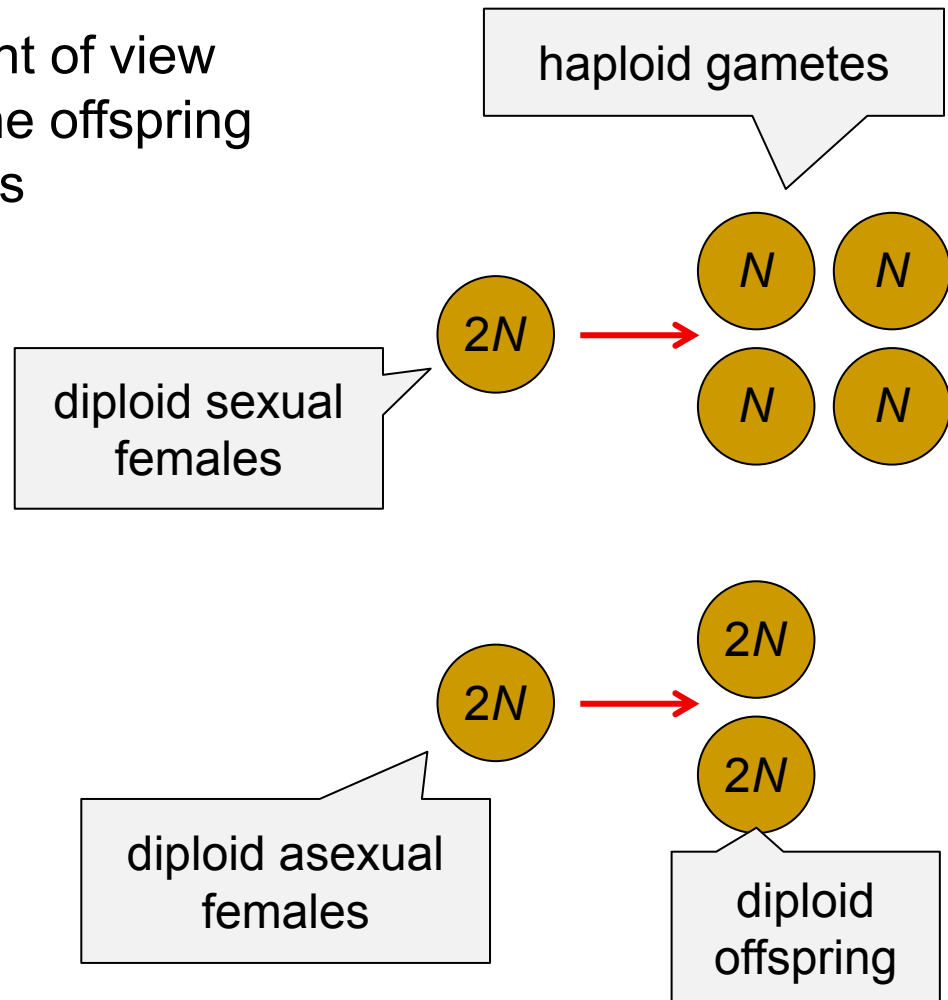 nt of view
ne offspring
s
haploid gametes
N N
2N
N N
diploid sexual
females
2N
2N
2N
diploid asexual
females
diploid
offspring